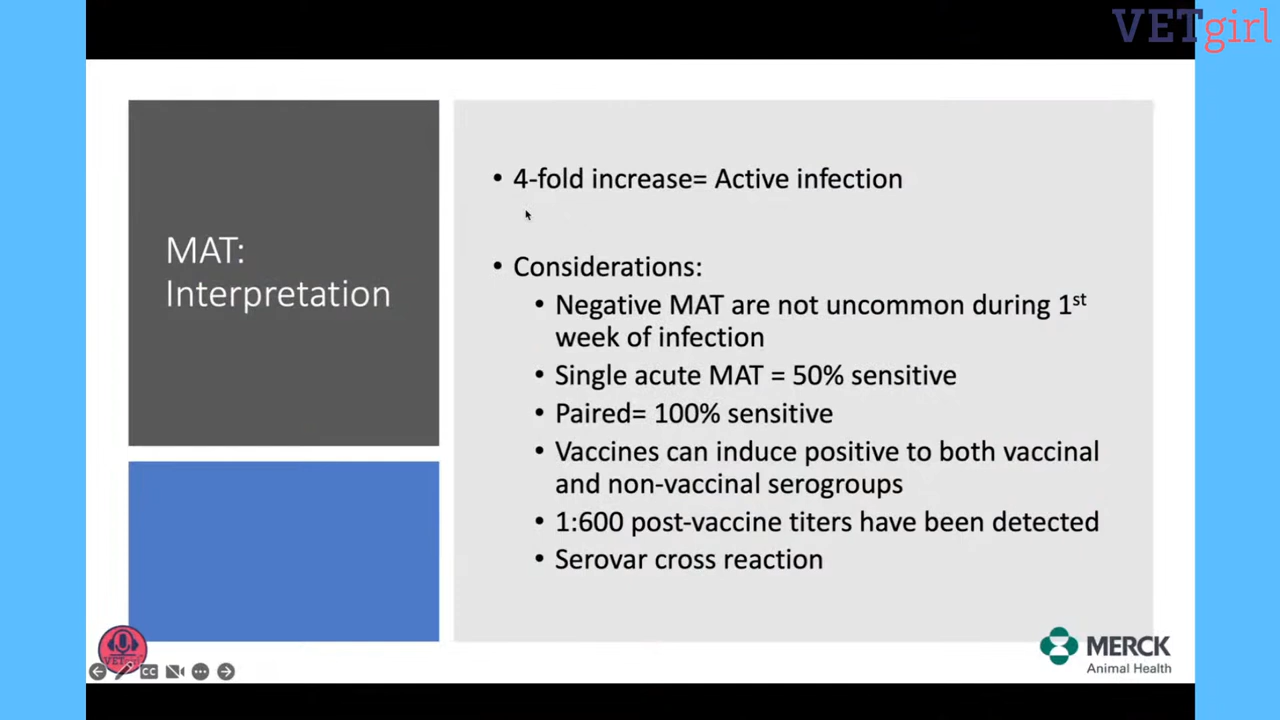 VETgirl
MAT:
Interpretation
• 4-fold increase= Active infection
• Considerations:
• Negative MAT are not uncommon during 1st
week of infection
• Single acute MAT = 50% sensitive
• Paired= 100% sensitive
• Vaccines can induce positive to both vaccinal
and non-vaccinal serogroups
• 1:600 post-vaccine titers have been detected
• Serovar cross reaction
VETgirl
CC
MERCK
Animal Health